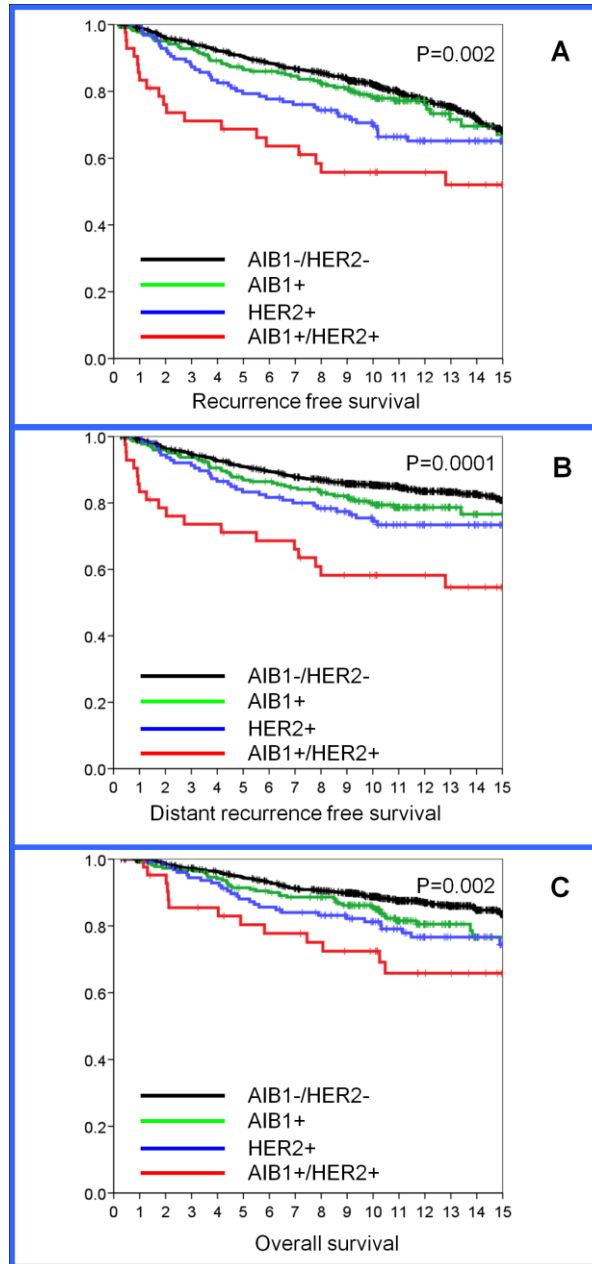 1.0
P=0.002
A
0.8
0.6
0.4
AIB1-/HER2-
AIB1+
0.2
HER2+
AIB1+/HER2+
0.0
0 1 2 3 4 5 6 7 8 9 10 11 12 13 14 15
Recurrence free survival
1.0
P=0.0001
B
0.8
0.6
0.4
AIB1-/HER2-
0.2
AIB1+
HER2+
AIB1+/HER2+
0.0
0 1 2 3 4 5 6 7 8 9 10 11 12 13 14 15
Distant recurrence free survival
1.0
P=0.002
C
0.8
0.6
0.4
AIB1-/HER2-
0.2
AIB1+
HER2+
AIB1+/HER2+
0.0
0 1 2 3 4 5 6 7 8 9 10 11 12 13 14 15
Overall survival